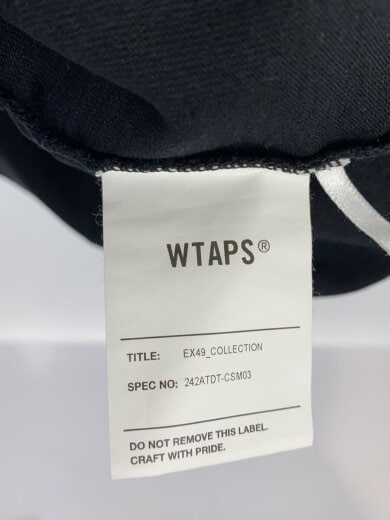 WTAPS®
TITLE: EX49_COLLECTION
SPEC NO: 242ATDT-CSM03
DO NOT REMOVE THIS LABEL.
CRAFT WITH PRIDE.